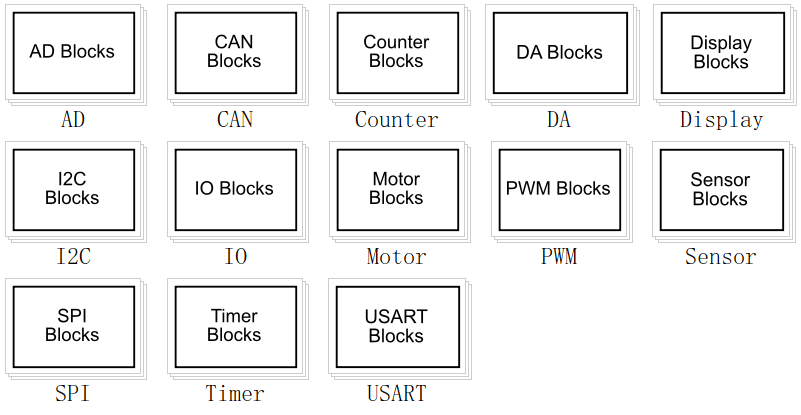 AD Blocks
CAN
Blocks
Counter
Blocks
DA Blocks
Display
Blocks
AD
CAN
Counter
DA
Display
I2C
Blocks
IO Blocks
Motor
Blocks
PWM Blocks
Sensor
Blocks
I2C
IO
Motor
PWM
Sensor
SPI
Blocks
Timer
Blocks
USART
Blocks
SPI
Timer
USART